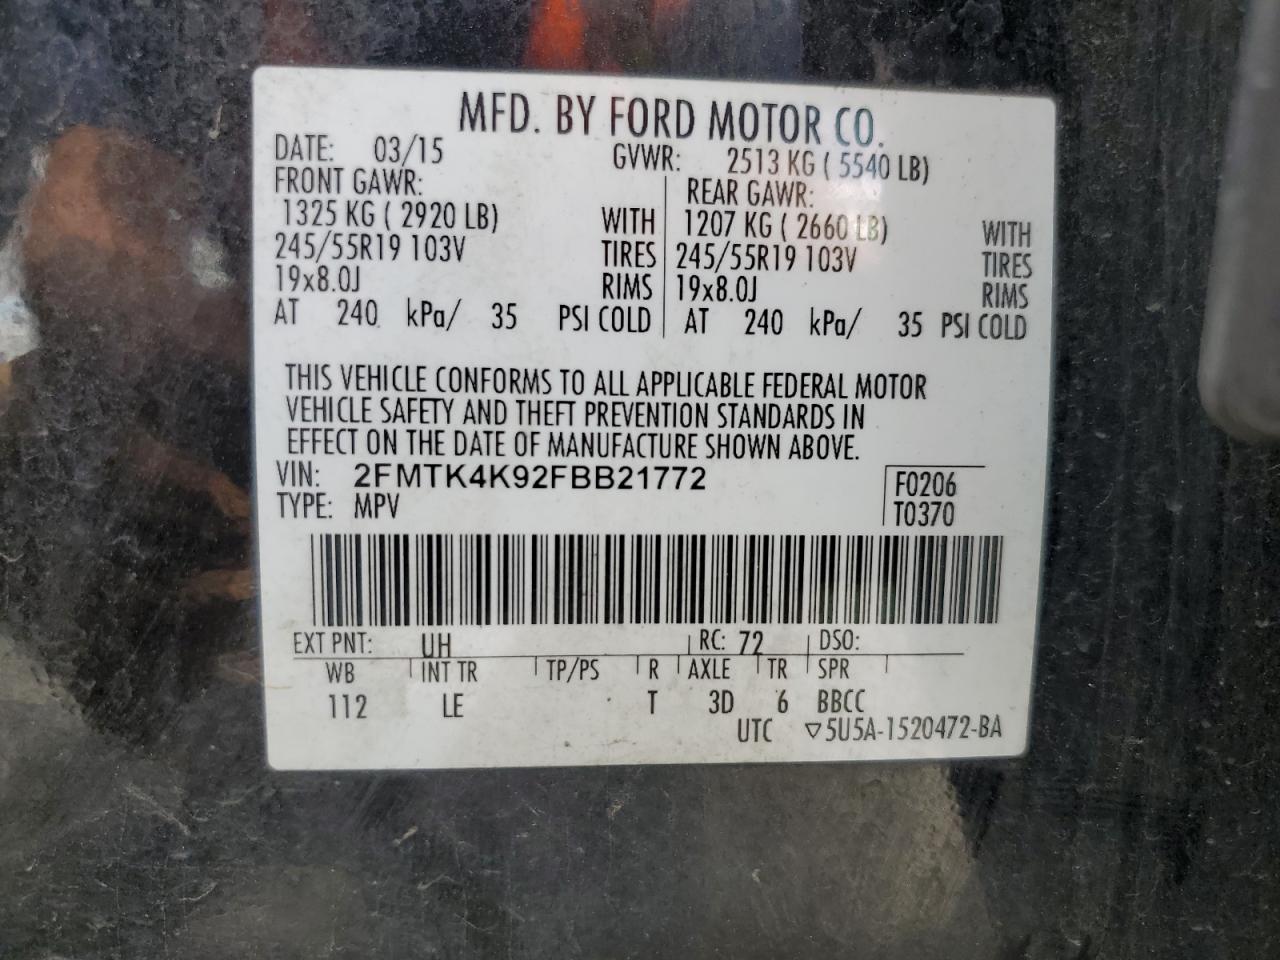 MFD. BY FORD MOTOR CO.
DATE: 03/15 GVWR: 2513 KG ( 5540 LB)
FRONT GAWR: REAR GAWR:
1325 KG ( 2920 LB) WITH 1207 KG ( 2660 LB) WITH
245/55R19 103V TIRES 245/55R19 103V TIRES
19x8.0J RIMS 19x8.0J RIMS
AT 240 kPa/ 35 PSI COLD AT 240 kPa/ 35 PSI COLD
THIS VEHICLE CONFORMS TO ALL APPLICABLE FEDERAL MOTOR
VEHICLE SAFETY AND THEFT PREVENTION STANDARDS IN
EFFECT ON THE DATE OF MANUFACTURE SHOWN ABOVE.
VIN: 2FMTK4K92FBB21772 F0206
TYPE: MPV T0370
EXT PNT: UH RC: 72 DSO:
WB INT TR TP/PS R AXLE TR SPR
112 LE T 3D 6 BBCC
UTC ▽5U5A-1520472-BA